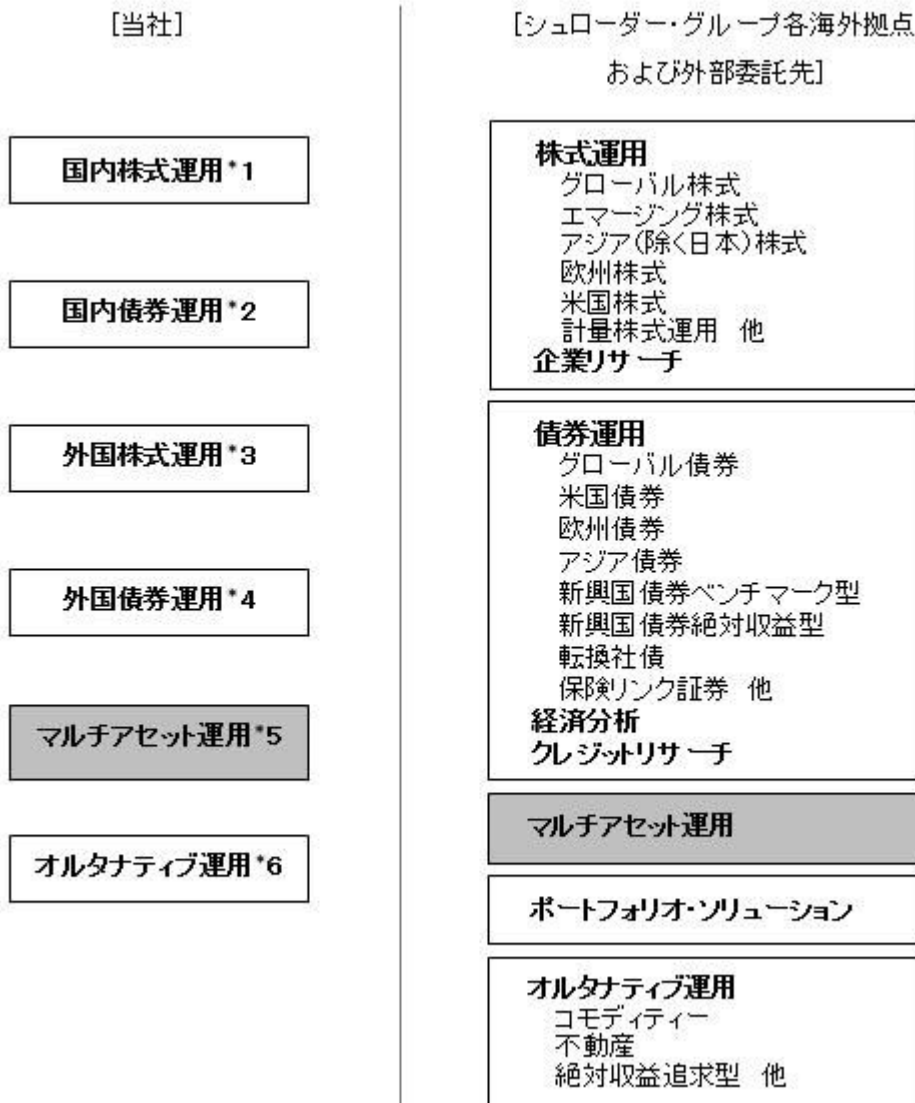 [当社]
国内株式運用*1
国内債券運用*2
外国株式運用*3
外国債券運用*4
マルチアセット運用*5
オルタナティブ運用*6
[シュローダー・グループ各海外拠点
および外部委託先]
株式運用
グローバル株式
エマージング株式
アジア(除く日本)株式
欧州株式
米国株式
計量株式運用 他
企業リサーチ
債券運用
グローバル債券
米国債券
欧州債券
アジア債券
新興国債券ベンチマーク型
新興国債券絶対収益型
転換社債
保険リンク証券 他
経済分析
クレジットリサーチ
マルチアセット運用
ポートフォリオ・ソリューション
オルタナティブ運用
コモディティー
不動産
絶対収益追求型 他